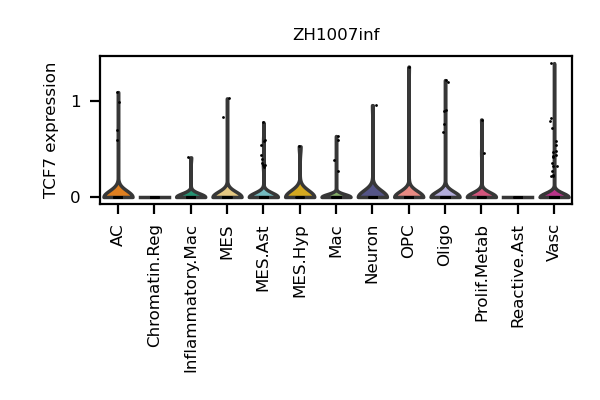 ZH1007inf
TCF7 expression
1
0
AC
Chromatin.Reg
Inflammatory.Mac
MES
MES.Ast
MES.Hyp
Mac
Neuron
OPC
Oligo
Prolif.Metab
Reactive.Ast
Vasc